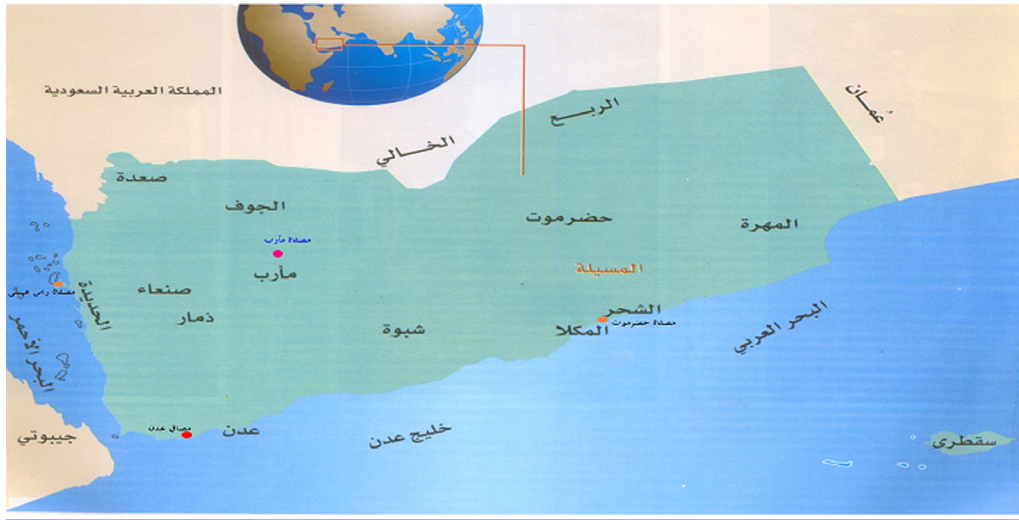 المملكة العربية السعودية
الربع
الخالي
عُمان
صعدة
الجوف
حضرموت
المهرة
مصفاة مأرب
مأرب
المسيلة
صنعاء
الحديدة
ذمار
الشحر
مصفاة حضرموت
المكلا
شبوة
البحر العربي
البحر الأحمر
مصافي عدن
عدن
خليج عدن
جيبوتي
سقطرى